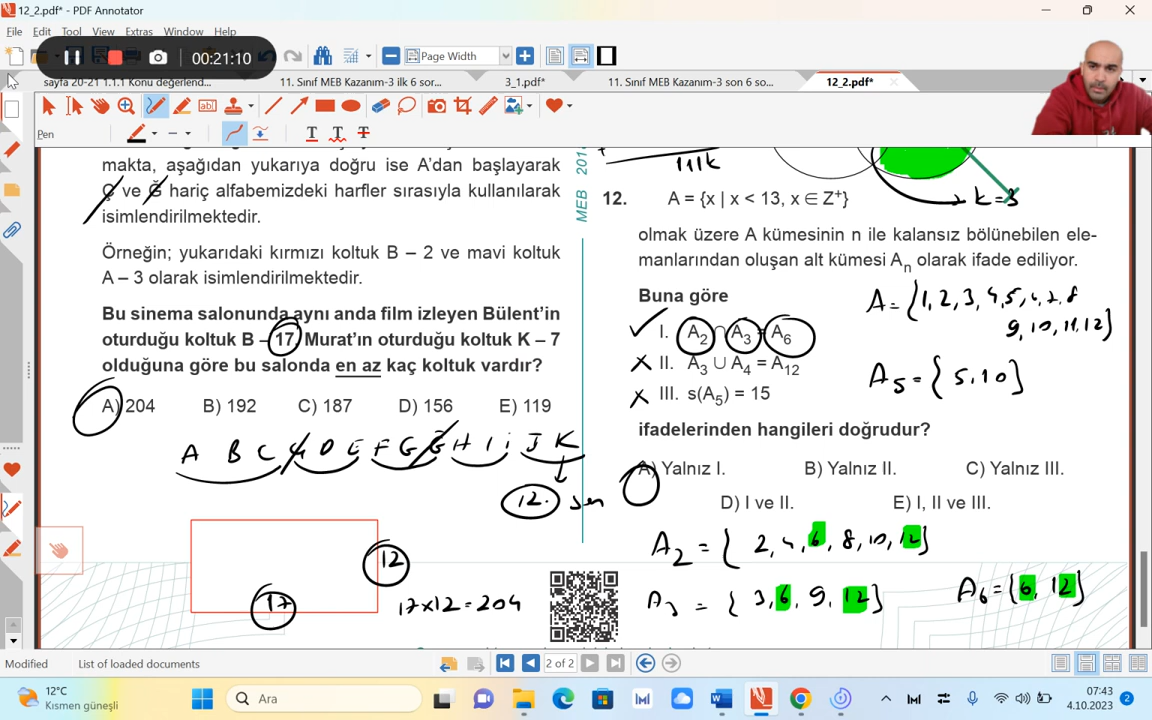 12_2.pdf* - PDF Annotator
File Edit Tool View Extras Window Help
00:21:10
Page Width
sayfa 20-21 1.1.1 Konu değerlend...
11. Sınıf MEB Kazanım-3 ilk 6 sor...
3_1.pdf*
11. Sınıf MEB Kazanım-3 son 6 so...
12_2.pdf*
Pen
makta, aşağıdan yukarıya doğru ise A’dan başlayarak
Ç ve Ğ hariç alfabemizdeki harfler sırasıyla kullanılarak
isimlendirilmektedir.
Örneğin; yukarıdaki kırmızı koltuk B – 2 ve mavi koltuk
A – 3 olarak isimlendirilmektedir.
Bu sinema salonunda aynı anda film izleyen Bülent’in
oturduğu koltuk B – 17, Murat’ın oturduğu koltuk K – 7
olduğuna göre bu salonda en az kaç koltuk vardır?
A) 204 B) 192 C) 187 D) 156 E) 119
A B C Ç D E F G Ğ H I İ J K
12. sıra
12
17
17x12=204
MEB 201
111k
k=3
12. A = {x | x < 13, x ∈ Z+}
olmak üzere A kümesinin n ile kalansız bölünebilen ele-
manlarından oluşan alt kümesi An olarak ifade ediliyor.
Buna göre
I. A2 ∩ A3 = A6
II. A3 ∪ A4 = A12
III. s(A5) = 15
A = {1, 2, 3, 4, 5, 6, 7, 8
9, 10, 11, 12}
A5 = {5, 10}
ifadelerinden hangileri doğrudur?
A) Yalnız I. B) Yalnız II. C) Yalnız III.
D) I ve II. E) I, II ve III.
A2 = { 2, 4, 6, 8, 10, 12}
A3 = { 3, 6, 9, 12}
A6 = {6, 12}
Modified List of loaded documents
2 of 2
12°C
Kısmen güneşli
Ara
07:43
4.10.2023
2